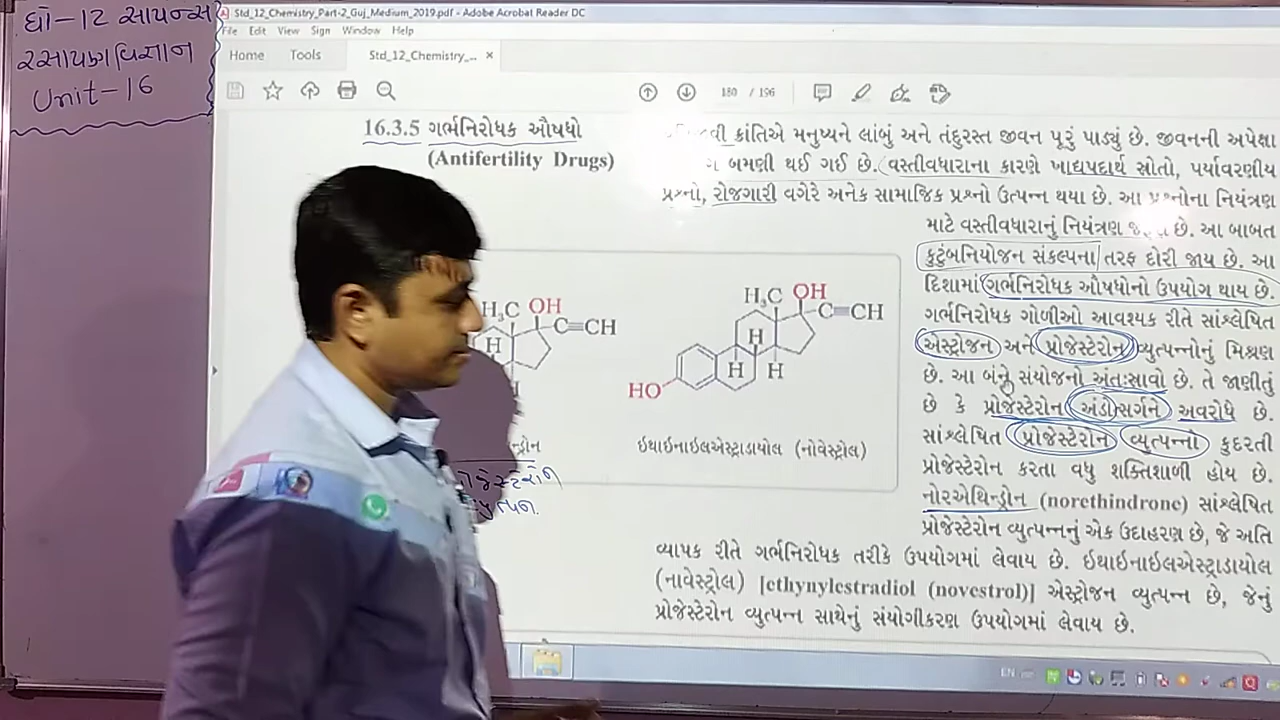 ધો-12 સાયન્સ
રસાયણવિજ્ઞાન
Unit-16
Std_12_Chemistry_Part-2_Guj_Medium_2019.pdf - Adobe Acrobat Reader DC
File Edit View Sign Window Help
Home Tools Std_12_Chemistry_... ×
180 / 196
16.3.5 ગર્ભનિરોધક ઔષધો
(Antifertility Drugs)
ક્રાંતિએ મનુષ્યને લાંબું અને તંદુરસ્ત જીવન પૂરું પાડ્યું છે. જીવનની અપેક્ષા
બમણી થઈ ગઈ છે. વસ્તીવધારાના કારણે ખાદ્યપદાર્થ સ્રોતો, પર્યાવરણીય
પ્રશ્નો, રોજગારી વગેરે અનેક સામાજિક પ્રશ્નો ઉત્પન્ન થયા છે. આ પ્રશ્નોના નિયંત્રણ
માટે વસ્તીવધારાનું નિયંત્રણ છે. આ બાબત
કુટુંબનિયોજન સંકલ્પના તરફ દોરી જાય છે. આ
દિશામાં ગર્ભનિરોધક ઔષધોનો ઉપયોગ થાય છે.
ગર્ભનિરોધક ગોળીઓ આવશ્યક રીતે સાંશ્લેષિત
એસ્ટ્રોજન અને પ્રોજેસ્ટેરોન વ્યુત્પન્નોનું મિશ્રણ
છે. આ બંને સંયોજનો અંતઃસ્રાવો છે. તે જાણીતું
છે કે પ્રોજેસ્ટેરોન અંડોત્સર્ગને અવરોધે છે.
સાંશ્લેષિત પ્રોજેસ્ટેરોન વ્યુત્પન્નો કુદરતી
પ્રોજેસ્ટેરોન કરતા વધુ શક્તિશાળી હોય છે.
નોરએથિન્ડ્રોન (norethindrone) સાંશ્લેષિત
પ્રોજેસ્ટેરોન વ્યુત્પન્નનું એક ઉદાહરણ છે, જે અતિ
વ્યાપક રીતે ગર્ભનિરોધક તરીકે ઉપયોગમાં લેવાય છે. ઇથાઇનાઇલએસ્ટ્રાડાયોલ
(નાવેસ્ટ્રોલ) [ethynylestradiol (novestrol)] એસ્ટ્રોજન વ્યુત્પન્ન છે, જેનું
પ્રોજેસ્ટેરોન વ્યુત્પન્ન સાથેનું સંયોગીકરણ ઉપયોગમાં લેવાય છે.
H₃C OH
C≡CH
H
H₃C OH
C≡CH
H
H H
HO
ઇથાઇનાઇલએસ્ટ્રાડાયોલ (નોવેસ્ટ્રોલ)
EN